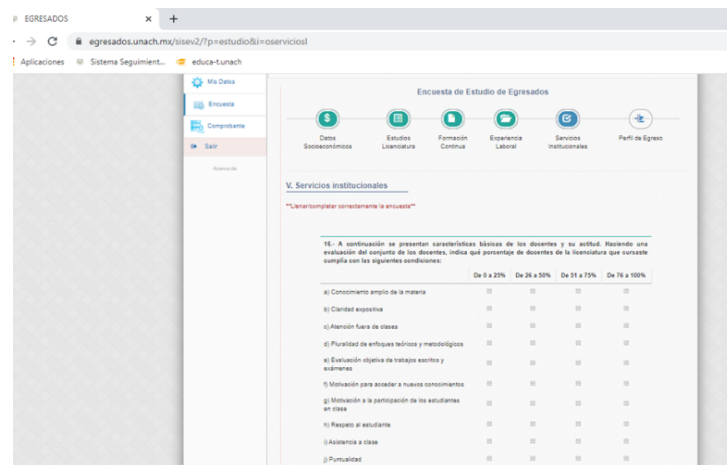 EGRESADOS
egresados.unach.mx/sisev2/?p=estudio&i=oserviciosI
Aplicaciones Sistema Seguimient... educa-t.unach
Mis Datos
Encuesta
Comprobante
Salir
Acerca de
Encuesta de Estudio de Egresados
Datos Socioeconómicos
Estudios Licenciatura
Formación Continua
Experiencia Laboral
Servicios Institucionales
Perfil de Egreso
V. Servicios institucionales
**Llenar/completar correctamente la encuesta**
16.- A continuación se presentan características básicas de los docentes y su actitud. Haciendo una
evaluación del conjunto de los docentes, indica qué porcentaje de docentes de la licenciatura que cursaste
cumplía con las siguientes condiciones:
De 0 a 25% De 26 a 50% De 51 a 75% De 76 a 100%
a) Conocimiento amplio de la materia
b) Claridad expositiva
c) Atención fuera de clases
d) Pluralidad de enfoques teóricos y metodológicos
e) Evaluación objetiva de trabajos escritos y
exámenes
f) Motivación para acceder a nuevos conocimientos
g) Motivación a la participación de los estudiantes
en clase
h) Respeto al estudiante
i) Asistencia a clase
j) Puntualidad